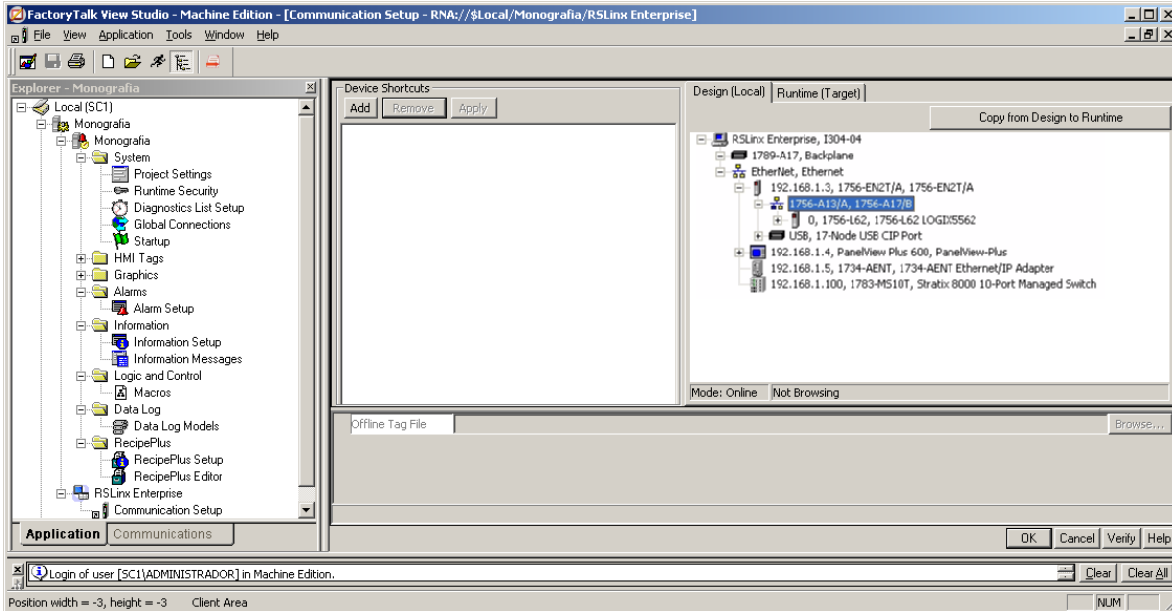 FactoryTalk View Studio - Machine Edition - [Communication Setup - RNA://$Local/Monografia/RSLinx Enterprise]
File View Application Tools Window Help
Explorer - Monografia
Local (SC1)
Monografia
Monografia
System
Project Settings
Runtime Security
Diagnostics List Setup
Global Connections
Startup
HMI Tags
Graphics
Alarms
Alarm Setup
Information
Information Setup
Information Messages
Logic and Control
Macros
Data Log
Data Log Models
RecipePlus
RecipePlus Setup
RecipePlus Editor
RSLinx Enterprise
Communication Setup
Application Communications
Device Shortcuts
Add Remove Apply
Design (Local) Runtime (Target)
Copy from Design to Runtime
RSLinx Enterprise, I304-04
1789-A17, Backplane
EtherNet, Ethernet
192.168.1.3, 1756-EN2T/A, 1756-EN2T/A
1756-A13/A, 1756-A17/B
0, 1756-L62, 1756-L62 LOGIX5562
USB, 17-Node USB CIP Port
192.168.1.4, PanelView Plus 600, PanelView-Plus
192.168.1.5, 1734-AENT, 1734-AENT Ethernet/IP Adapter
192.168.1.100, 1783-MS10T, Stratix 8000 10-Port Managed Switch
Mode: Online Not Browsing
Offline Tag File Browse...
OK Cancel Verify Help
Login of user [SC1\ADMINISTRADOR] in Machine Edition.
Clear Clear All
Position width = -3, height = -3 Client Area NUM